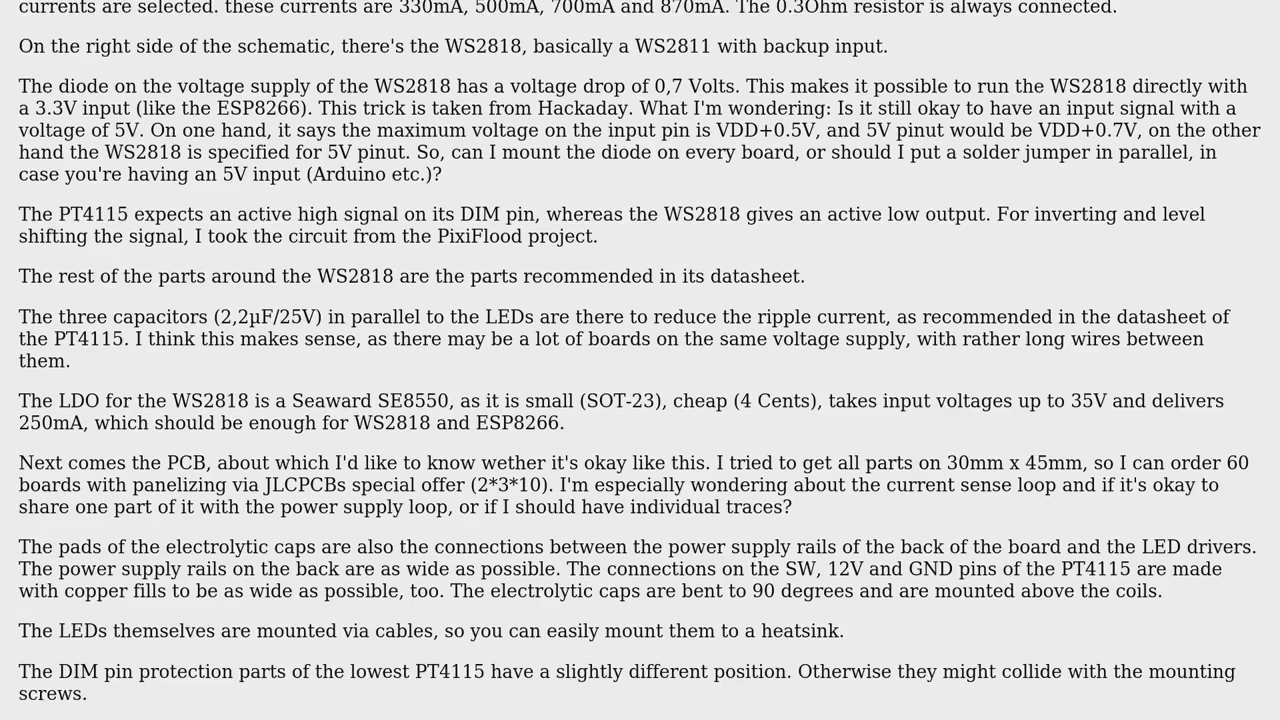 currents are selected. these currents are 330mA, 500mA, 700mA and 870mA. The 0.3Ohm resistor is always connected.
On the right side of the schematic, there's the WS2818, basically a WS2811 with backup input.
The diode on the voltage supply of the WS2818 has a voltage drop of 0,7 Volts. This makes it possible to run the WS2818 directly with
a 3.3V input (like the ESP8266). This trick is taken from Hackaday. What I'm wondering: Is it still okay to have an input signal with a
voltage of 5V. On one hand, it says the maximum voltage on the input pin is VDD+0.5V, and 5V pinut would be VDD+0.7V, on the other
hand the WS2818 is specified for 5V pinut. So, can I mount the diode on every board, or should I put a solder jumper in parallel, in
case you're having an 5V input (Arduino etc.)?
The PT4115 expects an active high signal on its DIM pin, whereas the WS2818 gives an active low output. For inverting and level
shifting the signal, I took the circuit from the PixiFlood project.
The rest of the parts around the WS2818 are the parts recommended in its datasheet.
The three capacitors (2,2µF/25V) in parallel to the LEDs are there to reduce the ripple current, as recommended in the datasheet of
the PT4115. I think this makes sense, as there may be a lot of boards on the same voltage supply, with rather long wires between
them.
The LDO for the WS2818 is a Seaward SE8550, as it is small (SOT-23), cheap (4 Cents), takes input voltages up to 35V and delivers
250mA, which should be enough for WS2818 and ESP8266.
Next comes the PCB, about which I'd like to know wether it's okay like this. I tried to get all parts on 30mm x 45mm, so I can order 60
boards with panelizing via JLCPCBs special offer (2*3*10). I'm especially wondering about the current sense loop and if it's okay to
share one part of it with the power supply loop, or if I should have individual traces?
The pads of the electrolytic caps are also the connections between the power supply rails of the back of the board and the LED drivers.
The power supply rails on the back are as wide as possible. The connections on the SW, 12V and GND pins of the PT4115 are made
with copper fills to be as wide as possible, too. The electrolytic caps are bent to 90 degrees and are mounted above the coils.
The LEDs themselves are mounted via cables, so you can easily mount them to a heatsink.
The DIM pin protection parts of the lowest PT4115 have a slightly different position. Otherwise they might collide with the mounting
screws.